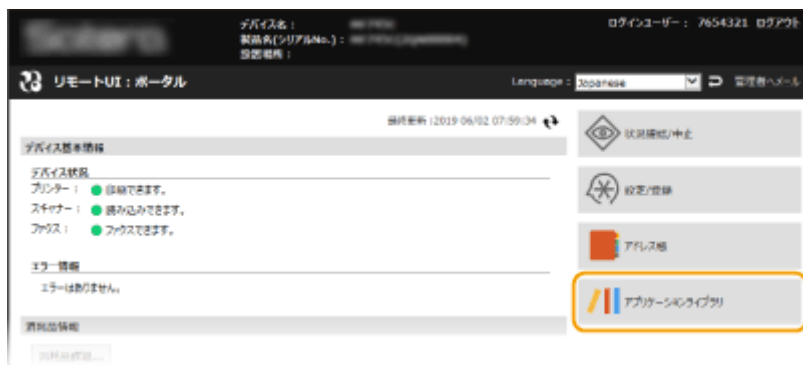 デバイス名：
製品名(シリアルNo.)：
設置場所：
ログインユーザー： 7654321 ログアウト
リモートUI：ポータル
Language： Japanese 管理者へメール
最終更新：2019 06/02 07:59:34
デバイス基本情報
デバイス状況
プリンター： 印刷できます。
スキャナー： 読み込みできます。
ファクス： ファクスできます。
エラー情報
エラーはありません。
消耗品情報
状況確認/中止
設定/登録
アドレス帳
アプリケーションライブラリ